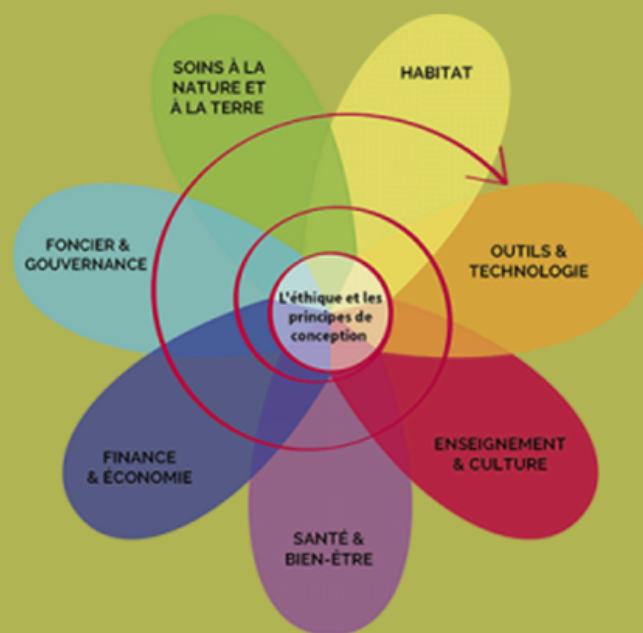 SOINS À LA
NATURE ET
À LA TERRE
HABITAT
FONCIER &
GOUVERNANCE
OUTILS &
TECHNOLOGIE
L'éthique et les
principes de
conception
FINANCE
& ÉCONOMIE
ENSEIGNEMENT
& CULTURE
SANTÉ &
BIEN-ÊTRE